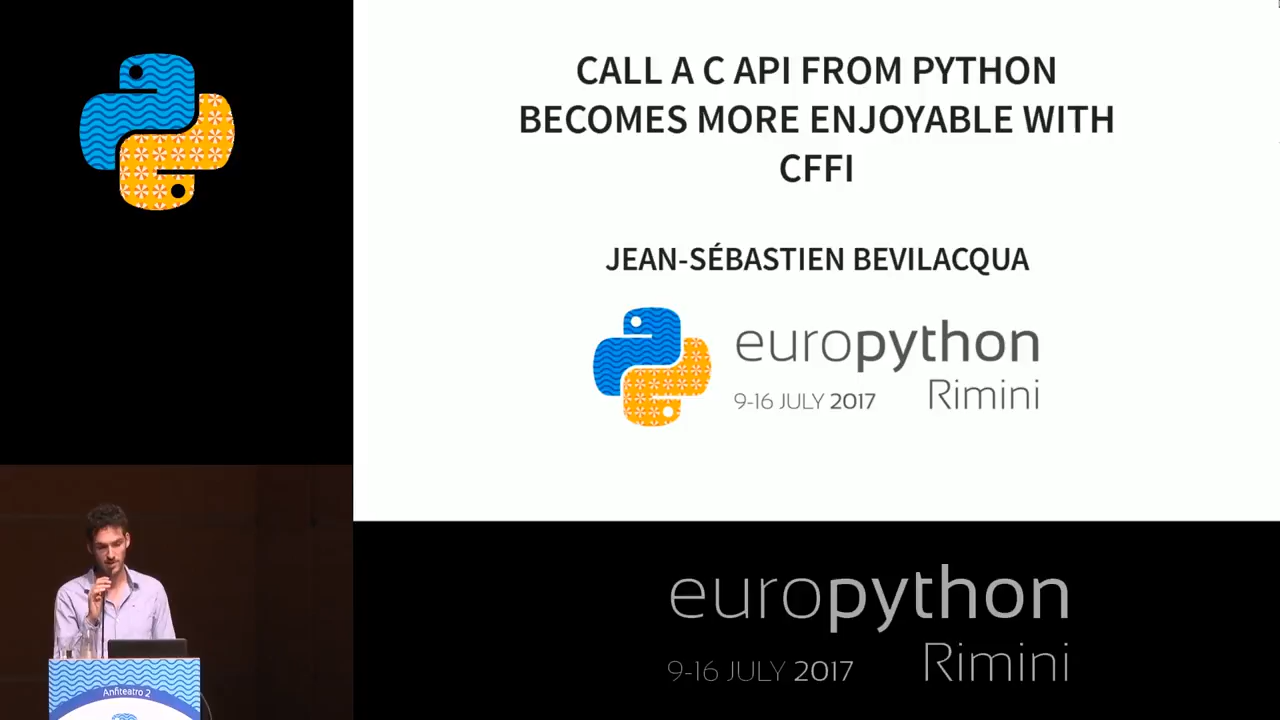 CALL A C API FROM PYTHON
BECOMES MORE ENJOYABLE WITH
CFFI
JEAN-SÉBASTIEN BEVILACQUA
europython
9-16 JULY 2017 Rimini
europython
9-16 JULY 2017 Rimini
Anfiteatro 2